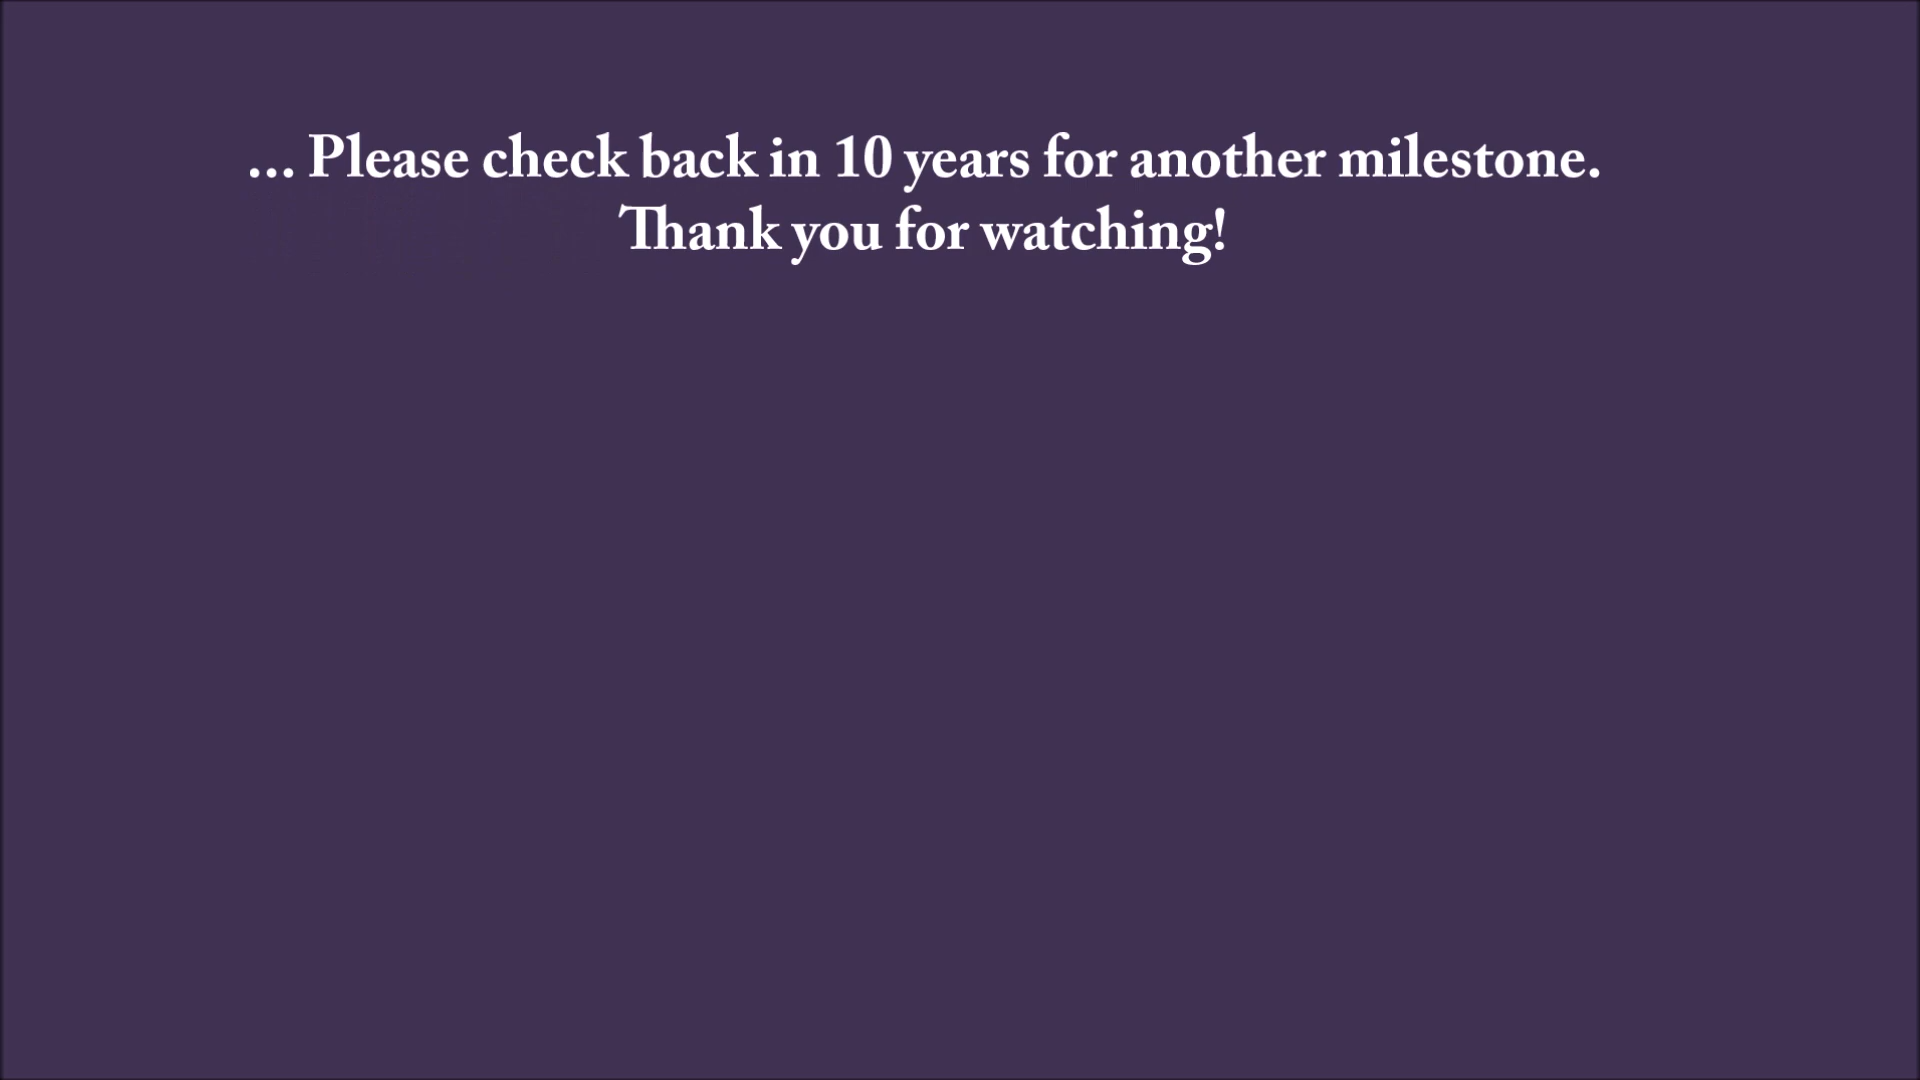 ... Please check back in 10 years for another milestone.
Thank you for watching!